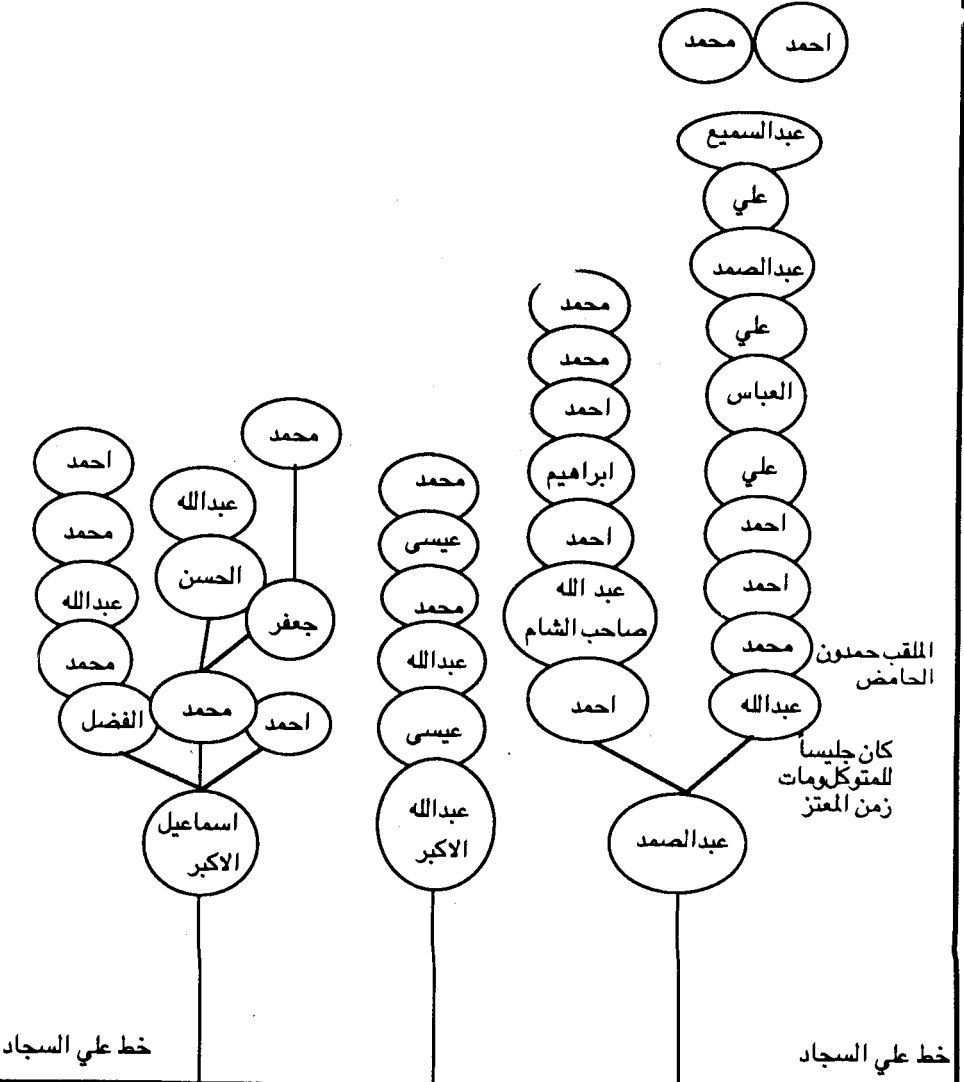 احمد
محمد
عبدالسميع
علي
عبدالصمد
علي
العباس
علي
احمد
احمد
محمد
الملقب حمدون
الحامض
عبدالله
كان جليساً
للمتوكل ومات
زمن المعتز
محمد
محمد
احمد
ابراهيم
احمد
عبد الله
صاحب الشام
احمد
عبدالصمد
محمد
عيسى
محمد
عبدالله
عيسى
عبدالله
الاكبر
محمد
جعفر
عبدالله
الحسن
احمد
محمد
عبدالله
محمد
احمد
محمد
الفضل
اسماعيل
الاكبر
خط علي السجاد
خط علي السجاد